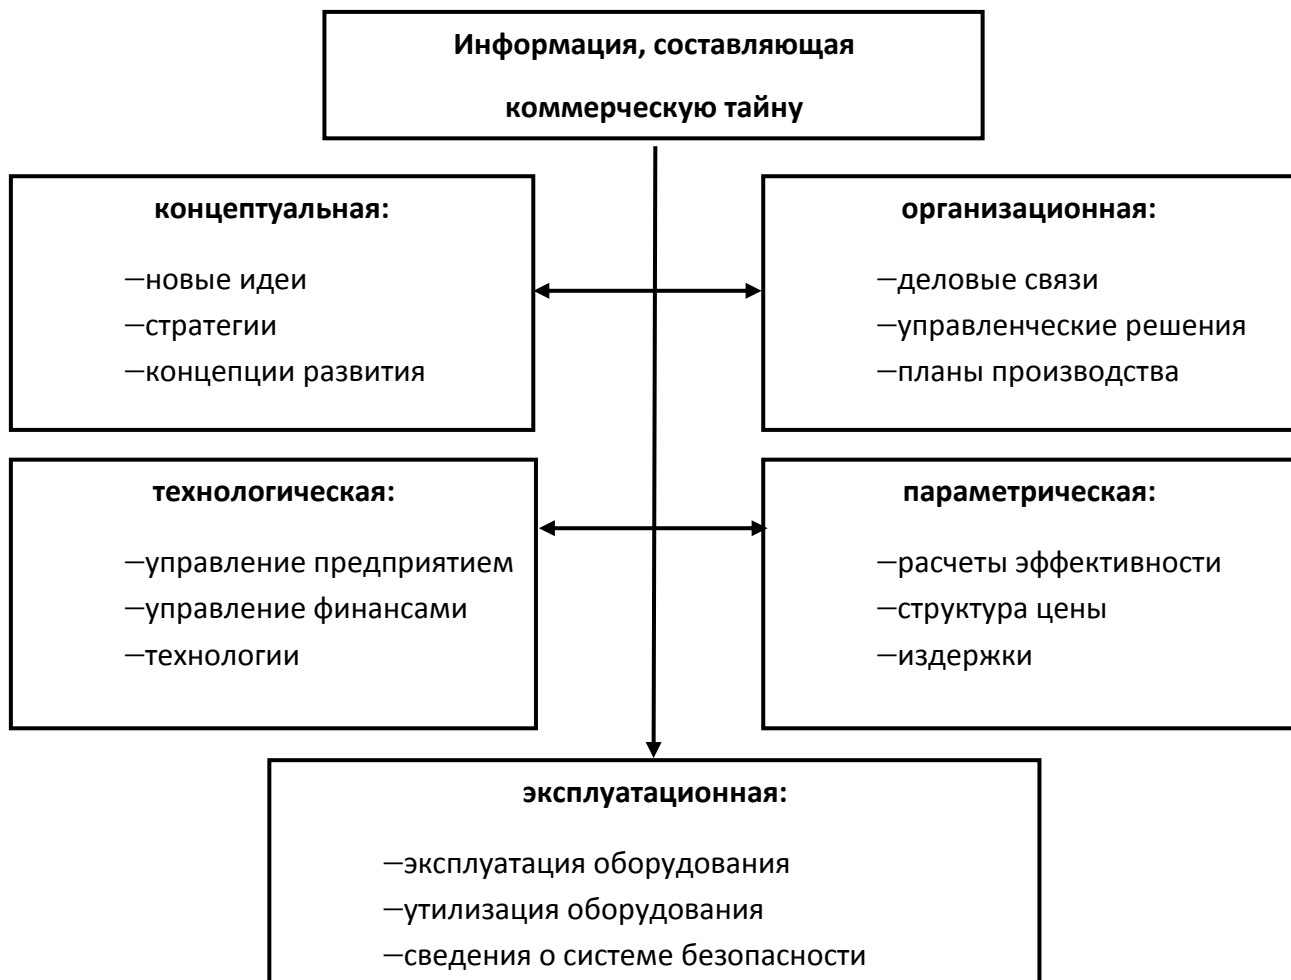 Информация, составляющая
коммерческую тайну
концептуальная:
—новые идеи
—стратегии
—концепции развития
организационная:
—деловые связи
—управленческие решения
—планы производства
технологическая:
—управление предприятием
—управление финансами
—технологии
параметрическая:
—расчеты эффективности
—структура цены
—издержки
эксплуатационная:
—эксплуатация оборудования
—утилизация оборудования
—сведения о системе безопасности